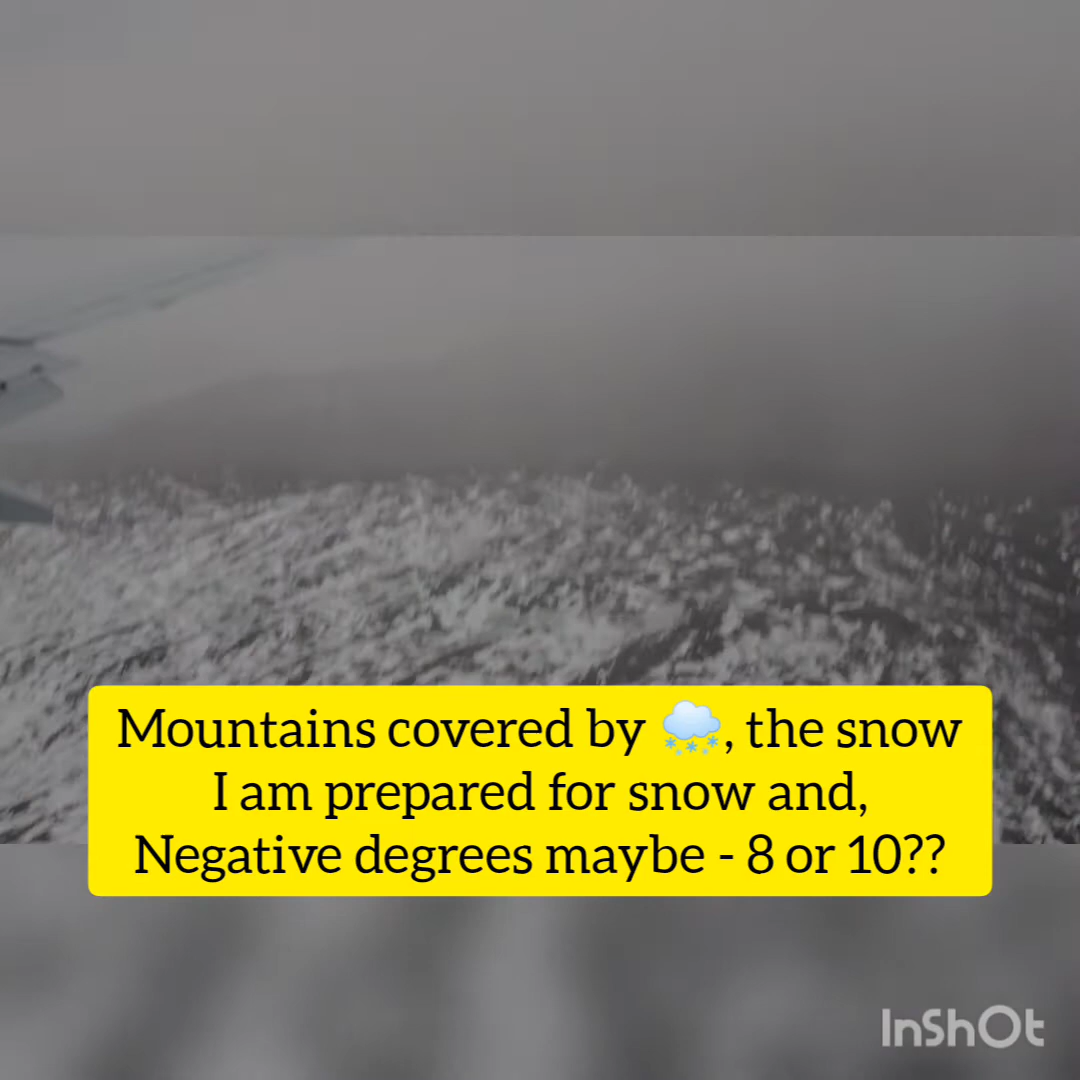 Mountains covered by 🌨️, the snow
I am prepared for snow and,
Negative degrees maybe - 8 or 10??
InShOt